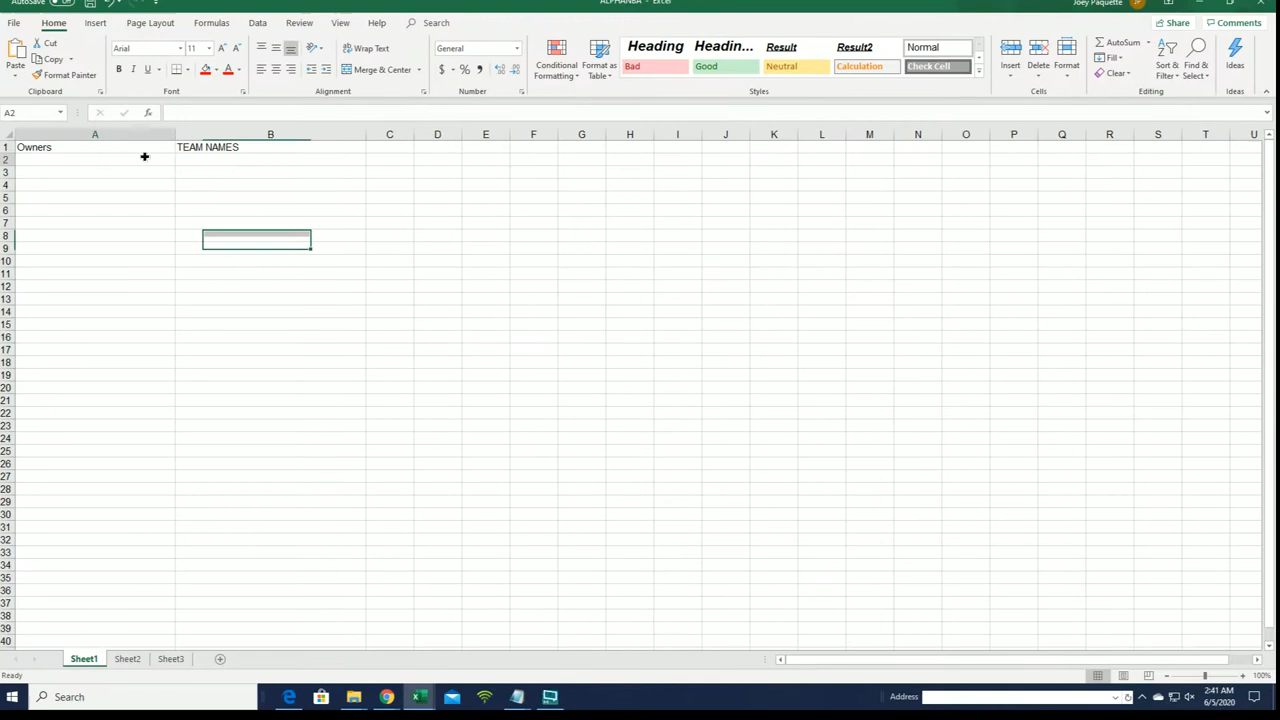 AutoSave Off ALPHANBA - Excel Joey Paquette JP
File Home Insert Page Layout Formulas Data Review View Help Search Share Comments
Paste Cut Copy Format Painter Clipboard
Arial 11 A A B I U A Font
Wrap Text Merge & Center Alignment
General $ % , Number
Conditional Formatting Format as Table
Heading Headin... Result Result2 Normal
Bad Good Neutral Calculation Check Cell
Styles
Insert Delete Format Cells
AutoSum Fill Clear Sort & Filter Find & Select Editing
Ideas Ideas
A2 fx
A B C D E F G H I J K L M N O P Q R S T U
1 Owners TEAM NAMES
2
3
4
5
6
7
8
9
10
11
12
13
14
15
16
17
18
19
20
21
22
23
24
25
26
27
28
29
30
31
32
33
34
35
36
37
38
39
40
Sheet1 Sheet2 Sheet3
Ready 100%
Search Address 2:41 AM
6/5/2020